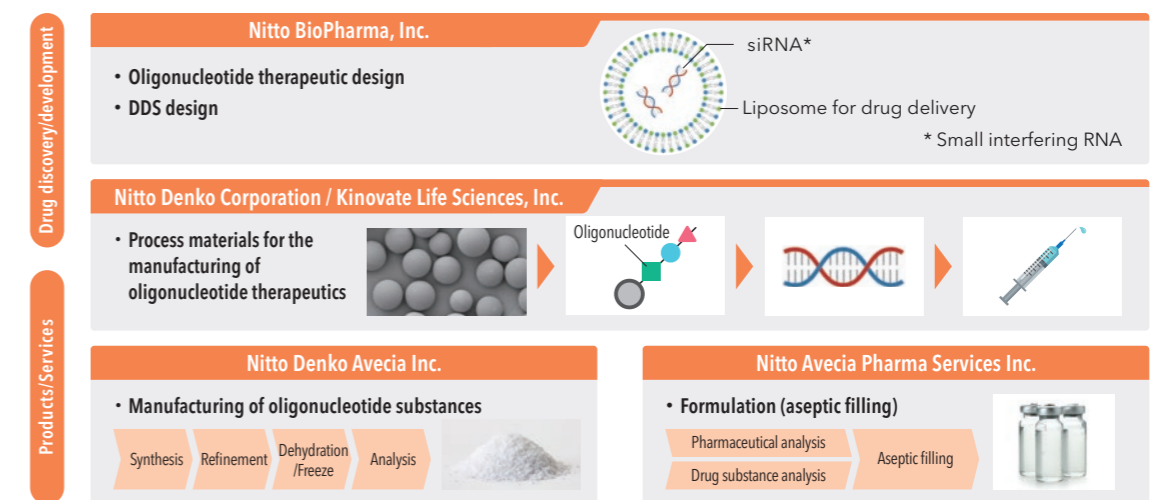 Drug discovery/development
Nitto BioPharma, Inc.
・Oligonucleotide therapeutic design
・DDS design
siRNA*
Liposome for drug delivery
* Small interfering RNA
Nitto Denko Corporation / Kinovate Life Sciences, Inc.
・Process materials for the
manufacturing of
oligonucleotide therapeutics
Oligonucleotide
Products/Services
Nitto Denko Avecia Inc.
・Manufacturing of oligonucleotide substances
Synthesis
Refinement
Dehydration
/Freeze
Analysis
Nitto Avecia Pharma Services Inc.
・Formulation (aseptic filling)
Pharmaceutical analysis
Drug substance analysis
Aseptic filling